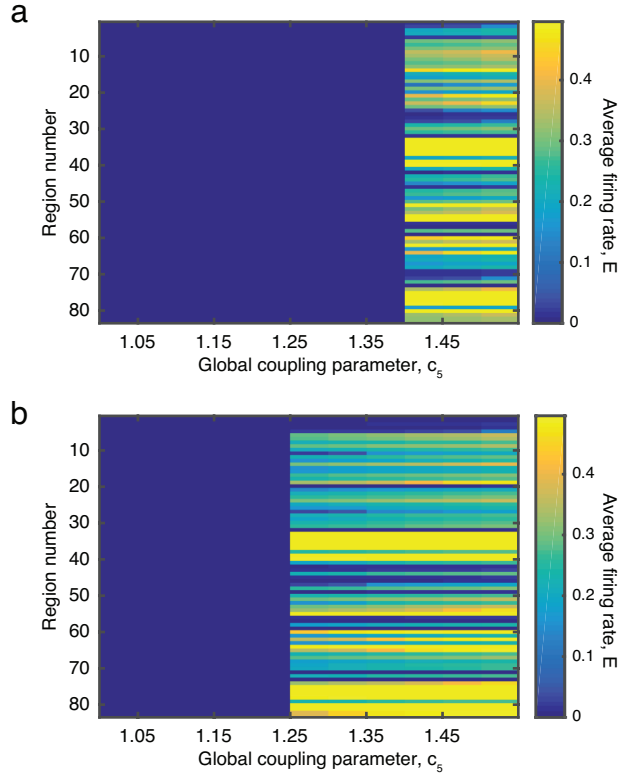 a
10
20
30
40
50
60
70
80
Region number
1.05 1.15 1.25 1.35 1.45
Global coupling parameter, c5
0.4
0.3
0.2
0.1
0
Average firing rate, E
b
10
20
30
40
50
60
70
80
Region number
1.05 1.15 1.25 1.35 1.45
Global coupling parameter, c5
0.4
0.3
0.2
0.1
0
Average firing rate, E